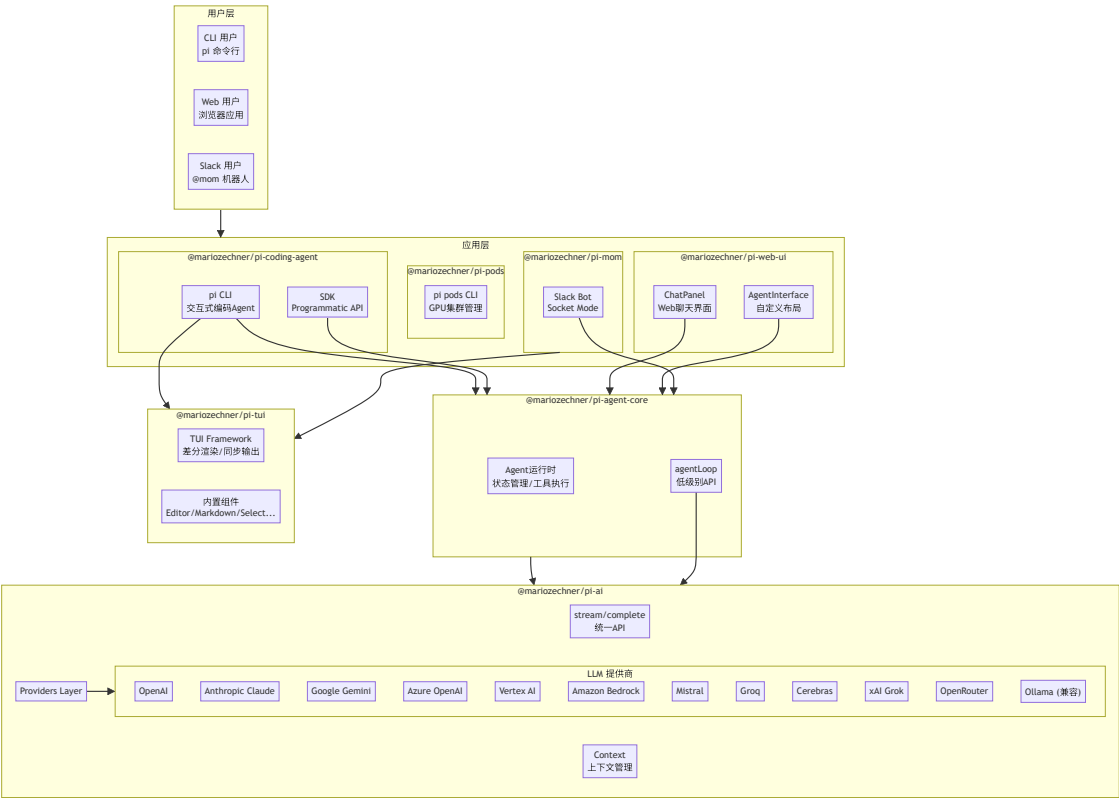 用户层
CLI 用户
pi 命令行
Web 用户
浏览器应用
Slack 用户
@mom 机器人
应用层
@mariozechner/pi-coding-agent
pi CLI
交互式编码Agent
SDK
Programmatic API
@mariozechner/pi-pods
pi pods CLI
GPU集群管理
@mariozechner/pi-mom
Slack Bot
Socket Mode
@mariozechner/pi-web-ui
ChatPanel
Web聊天界面
AgentInterface
自定义布局
@mariozechner/pi-tui
TUI Framework
差分渲染/同步输出
内置组件
Editor/Markdown/Select...
@mariozechner/pi-agent-core
Agent运行时
状态管理/工具执行
agentLoop
低级别API
@mariozechner/pi-ai
stream/complete
统一API
Providers Layer
LLM 提供商
OpenAI
Anthropic Claude
Google Gemini
Azure OpenAI
Vertex AI
Amazon Bedrock
Mistral
Groq
Cerebras
xAI Grok
OpenRouter
Ollama (兼容)
Context
上下文管理